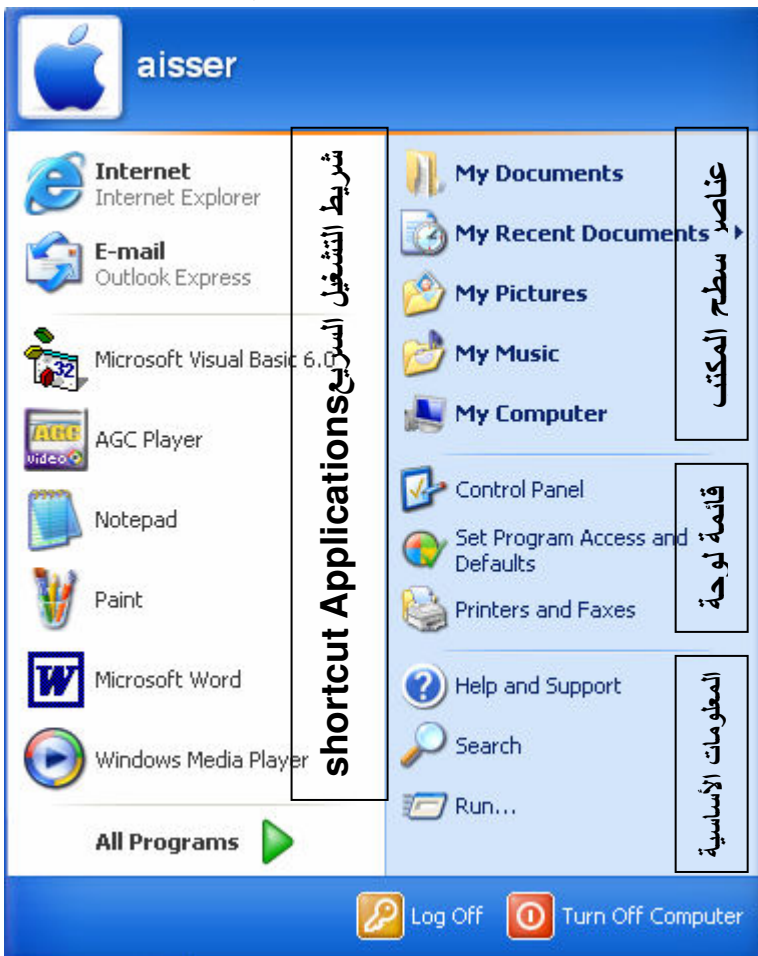 aisser
Internet
Internet Explorer
E-mail
Outlook Express
Microsoft Visual Basic 6.0
32
AGC Player
AGC
video
Notepad
Paint
Microsoft Word
W
Windows Media Player
All Programs
شريط التشغيل السريع shortcut Applications
My Documents
My Recent Documents
My Pictures
My Music
My Computer
عناصر سطح المكتب
Control Panel
Set Program Access and
Defaults
Printers and Faxes
قائمة لوحة
Help and Support
Search
Run...
المعلومات الأساسية
Log Off
Turn Off Computer